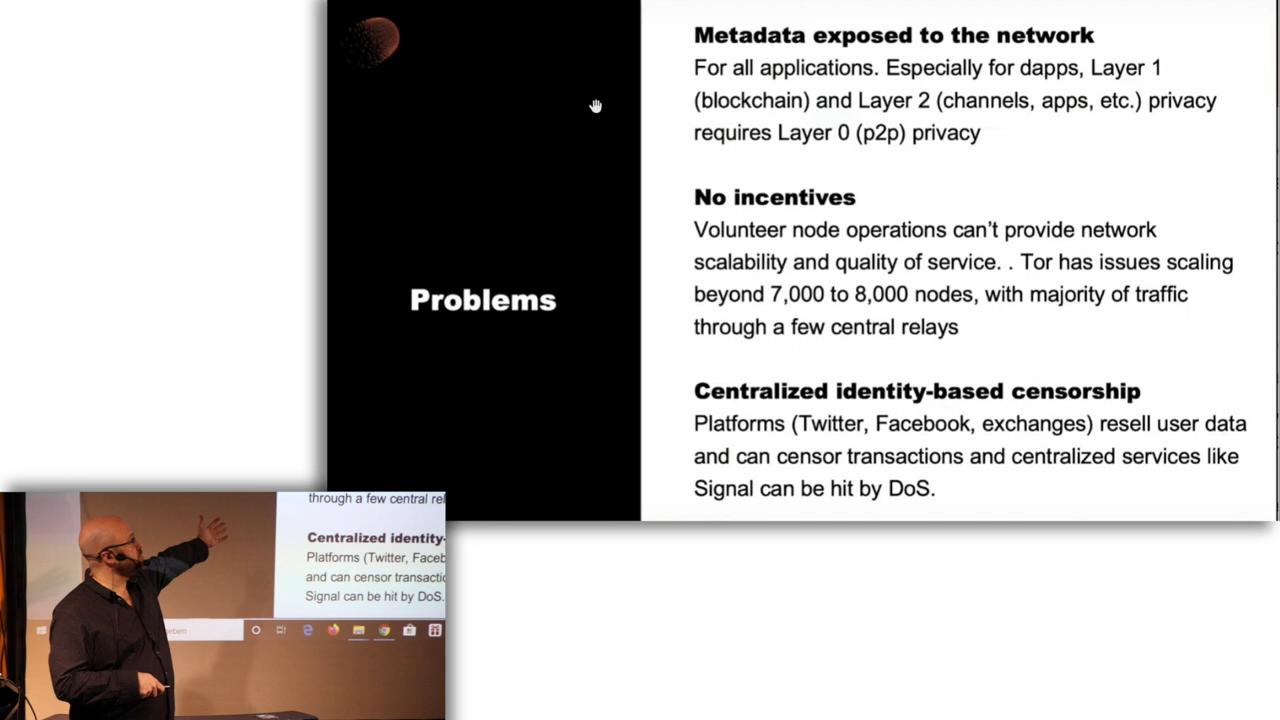 Problems
Metadata exposed to the network
For all applications. Especially for dapps, Layer 1
(blockchain) and Layer 2 (channels, apps, etc.) privacy
requires Layer 0 (p2p) privacy
No incentives
Volunteer node operations can’t provide network
scalability and quality of service. . Tor has issues scaling
beyond 7,000 to 8,000 nodes, with majority of traffic
through a few central relays
Centralized identity-based censorship
Platforms (Twitter, Facebook, exchanges) resell user data
and can censor transactions and centralized services like
Signal can be hit by DoS.
through a few central rel
Centralized identity-
Platforms (Twitter, Faceb
and can censor transactio
Signal can be hit by DoS.
eben